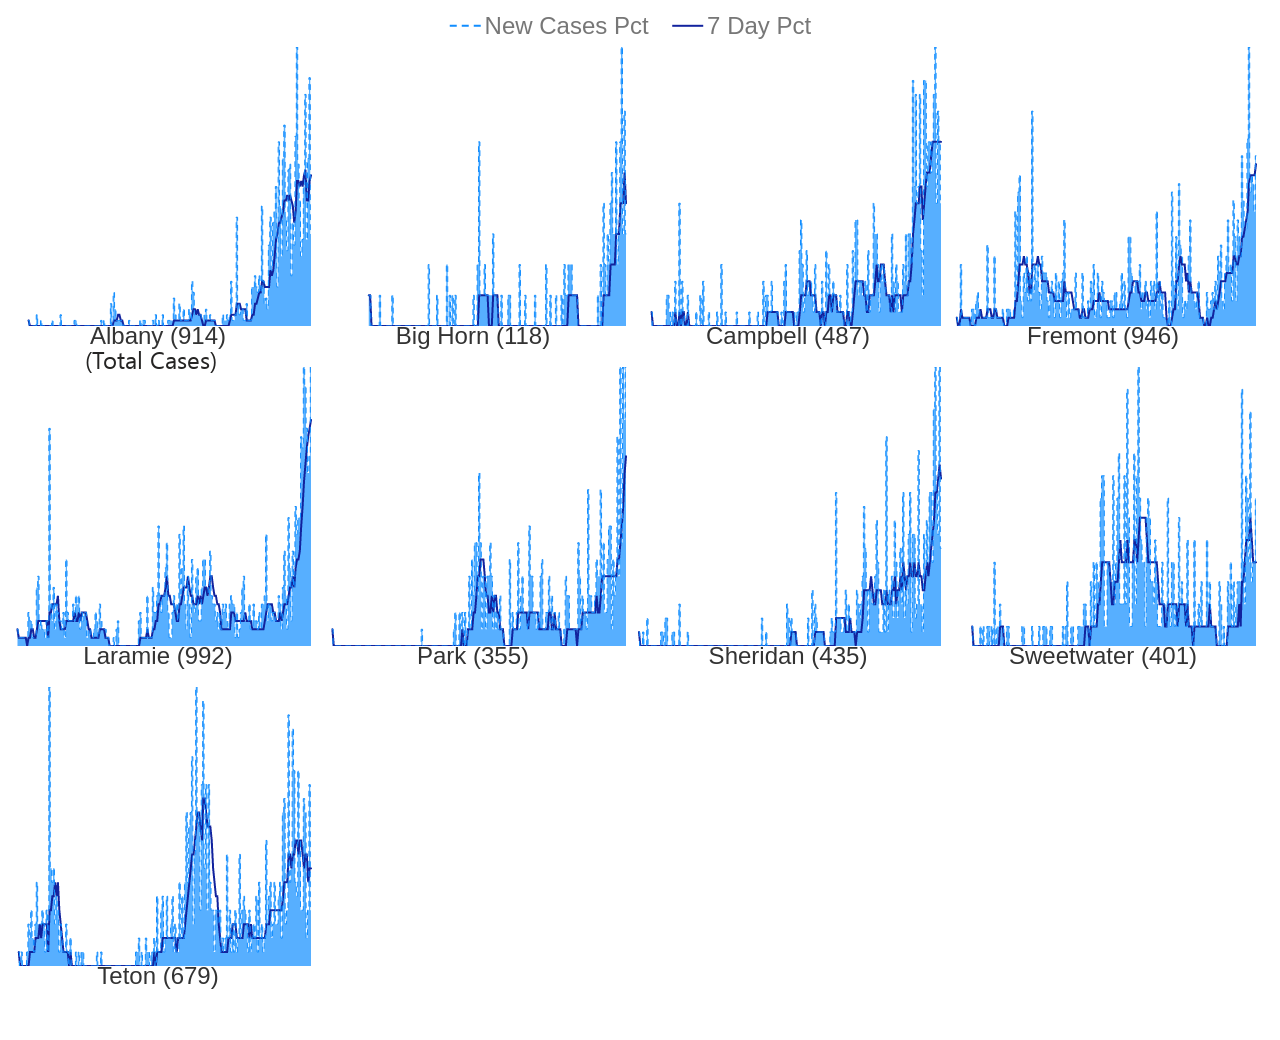 New Cases Pct 7 Day Pct
Albany (914) Big Horn (118) Campbell (487) Fremont (946)
(Total Cases)
Laramie (992) Park (355) Sheridan (435) Sweetwater (401)
Teton (679)